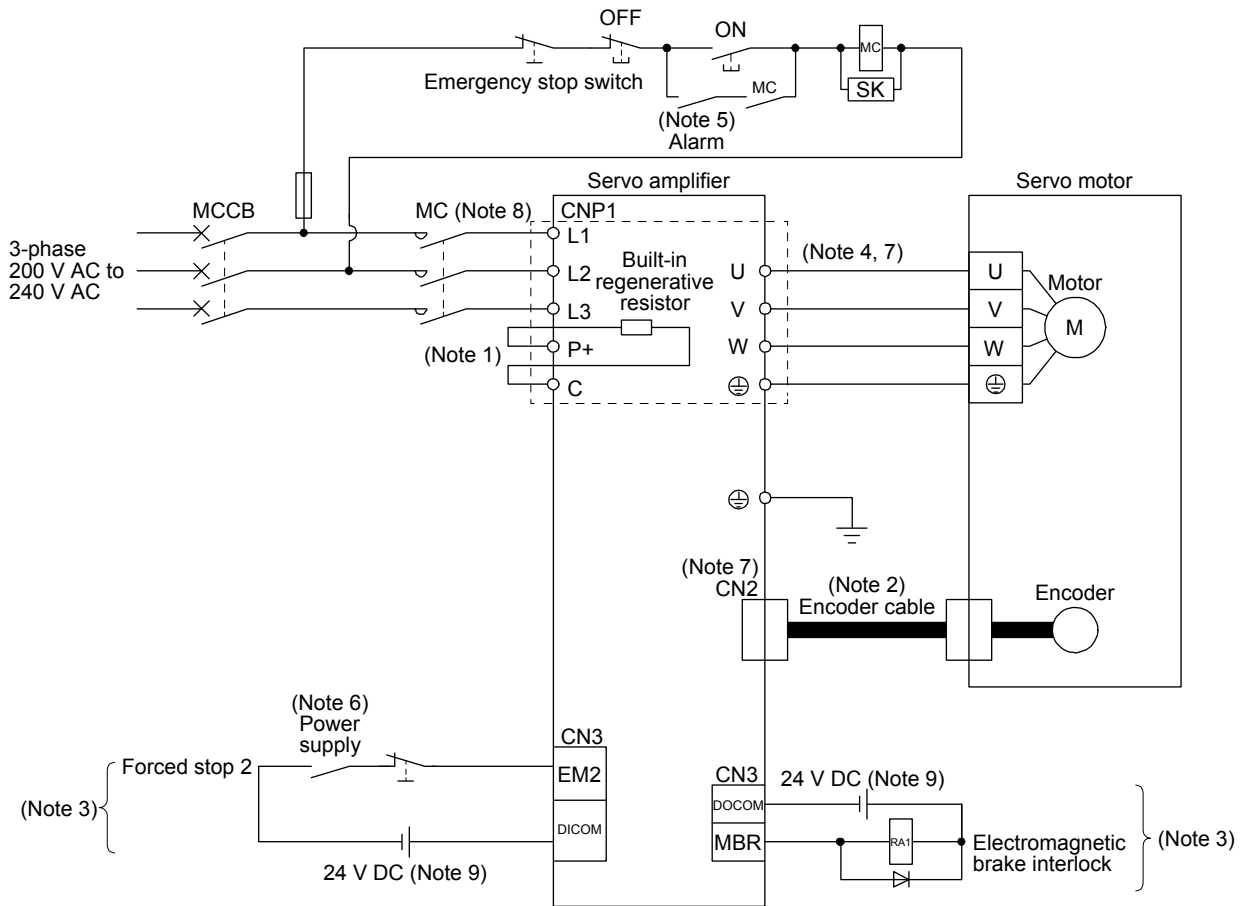 OFF
ON
MC
Emergency stop switch
SK
MC
(Note 5)
Alarm
Servo amplifier
Servo motor
MCCB
MC (Note 8)
CNP1
3-phase
200 V AC to
240 V AC
L1
L2
L3
P+
C
Built-in
regenerative
resistor
(Note 1)
U
V
W
(Note 4, 7)
U
V
W
Motor
M
(Note 7)
CN2
(Note 2)
Encoder cable
Encoder
(Note 6)
Power
supply
(Note 3)
Forced stop 2
CN3
EM2
DICOM
24 V DC (Note 9)
CN3
DOCOM
MBR
24 V DC (Note 9)
RA1
Electromagnetic
brake interlock
(Note 3)